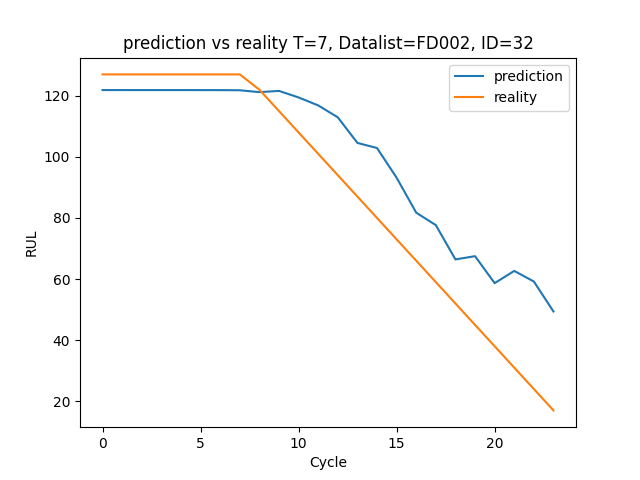 prediction vs reality T=7, Datalist=FD002, ID=32
prediction
reality
120
100
80
60
40
20
RUL
0 5 10 15 20
Cycle